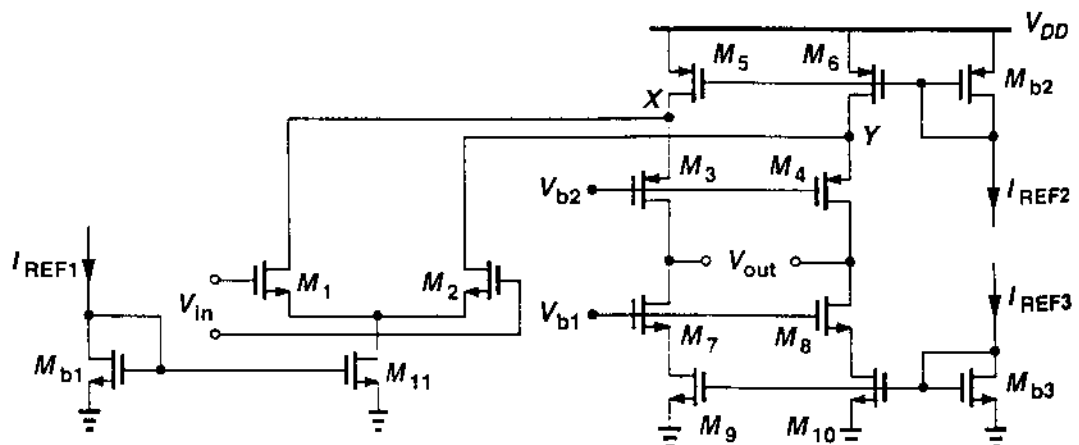 V_DD
M_5
M_6
M_b2
X
Y
M_3
M_4
V_b2
I_REF2
I_REF1
M_1
M_2
V_out
V_in
I_REF3
V_b1
M_7
M_8
M_b1
M_11
M_b3
M_9
M_10